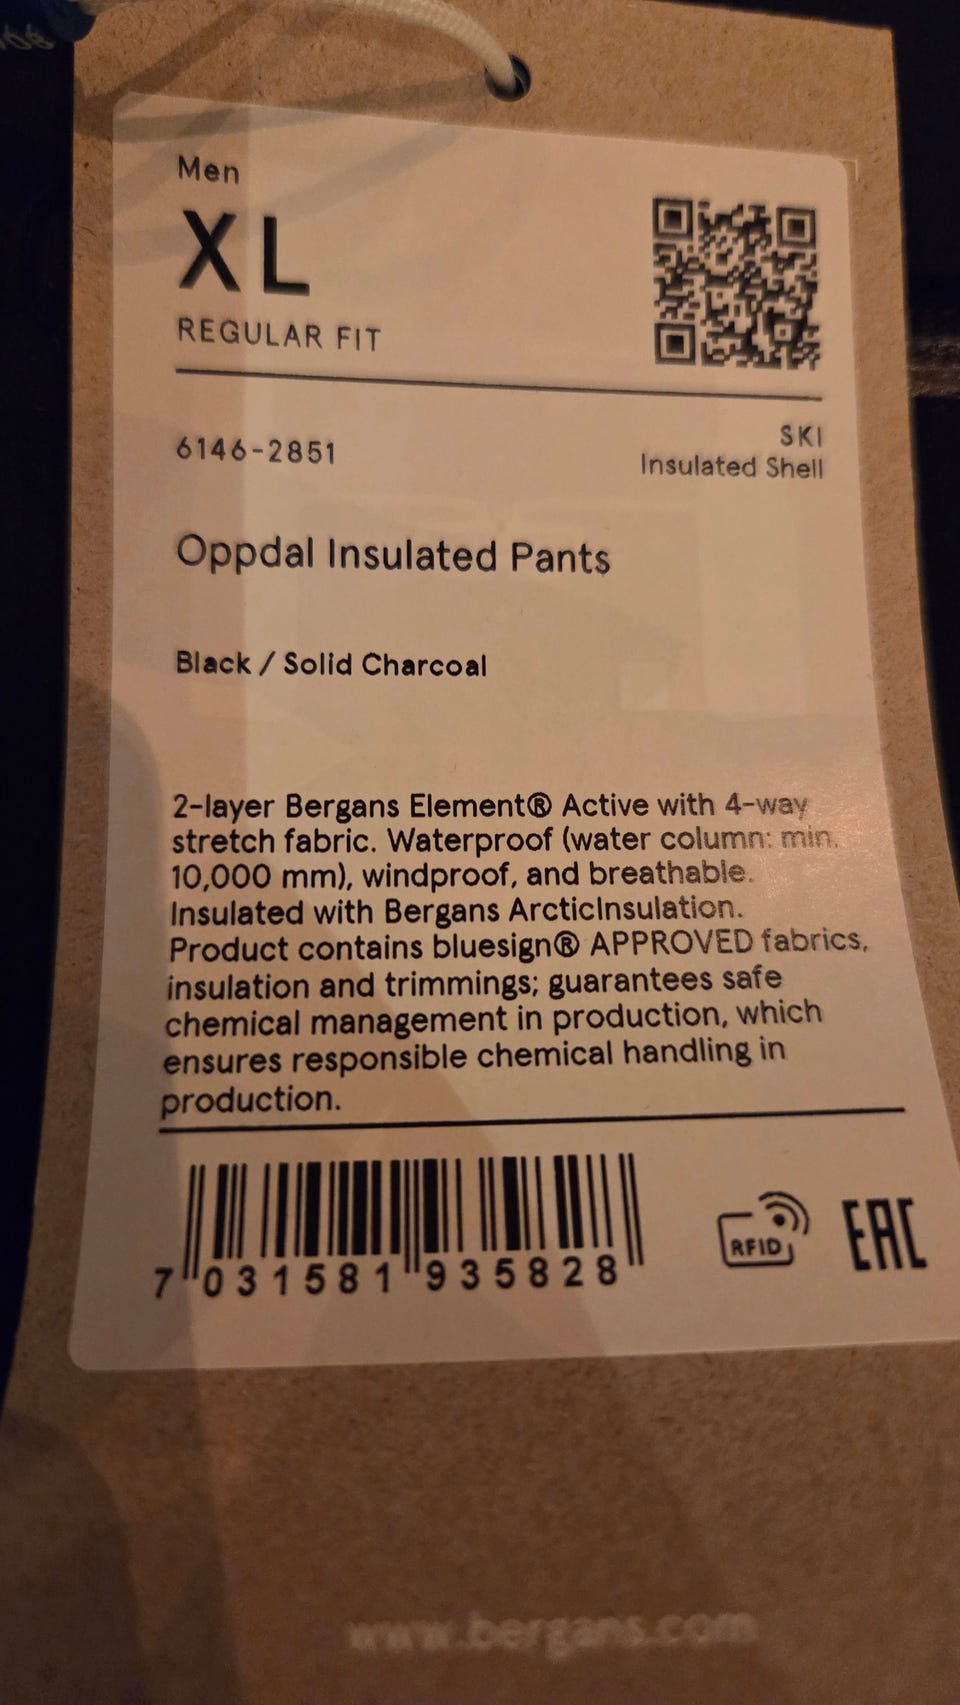 Men
XL
REGULAR FIT
6146-2851
SKI
Insulated Shell
Oppdal Insulated Pants
Black / Solid Charcoal
2-layer Bergans Element® Active with 4-way
stretch fabric. Waterproof (water column: min.
10,000 mm), windproof, and breathable.
Insulated with Bergans ArcticInsulation.
Product contains bluesign® APPROVED fabrics,
insulation and trimmings; guarantees safe
chemical management in production, which
ensures responsible chemical handling in
production.
7 031581 935828
RFID
EAC
www.bergans.com